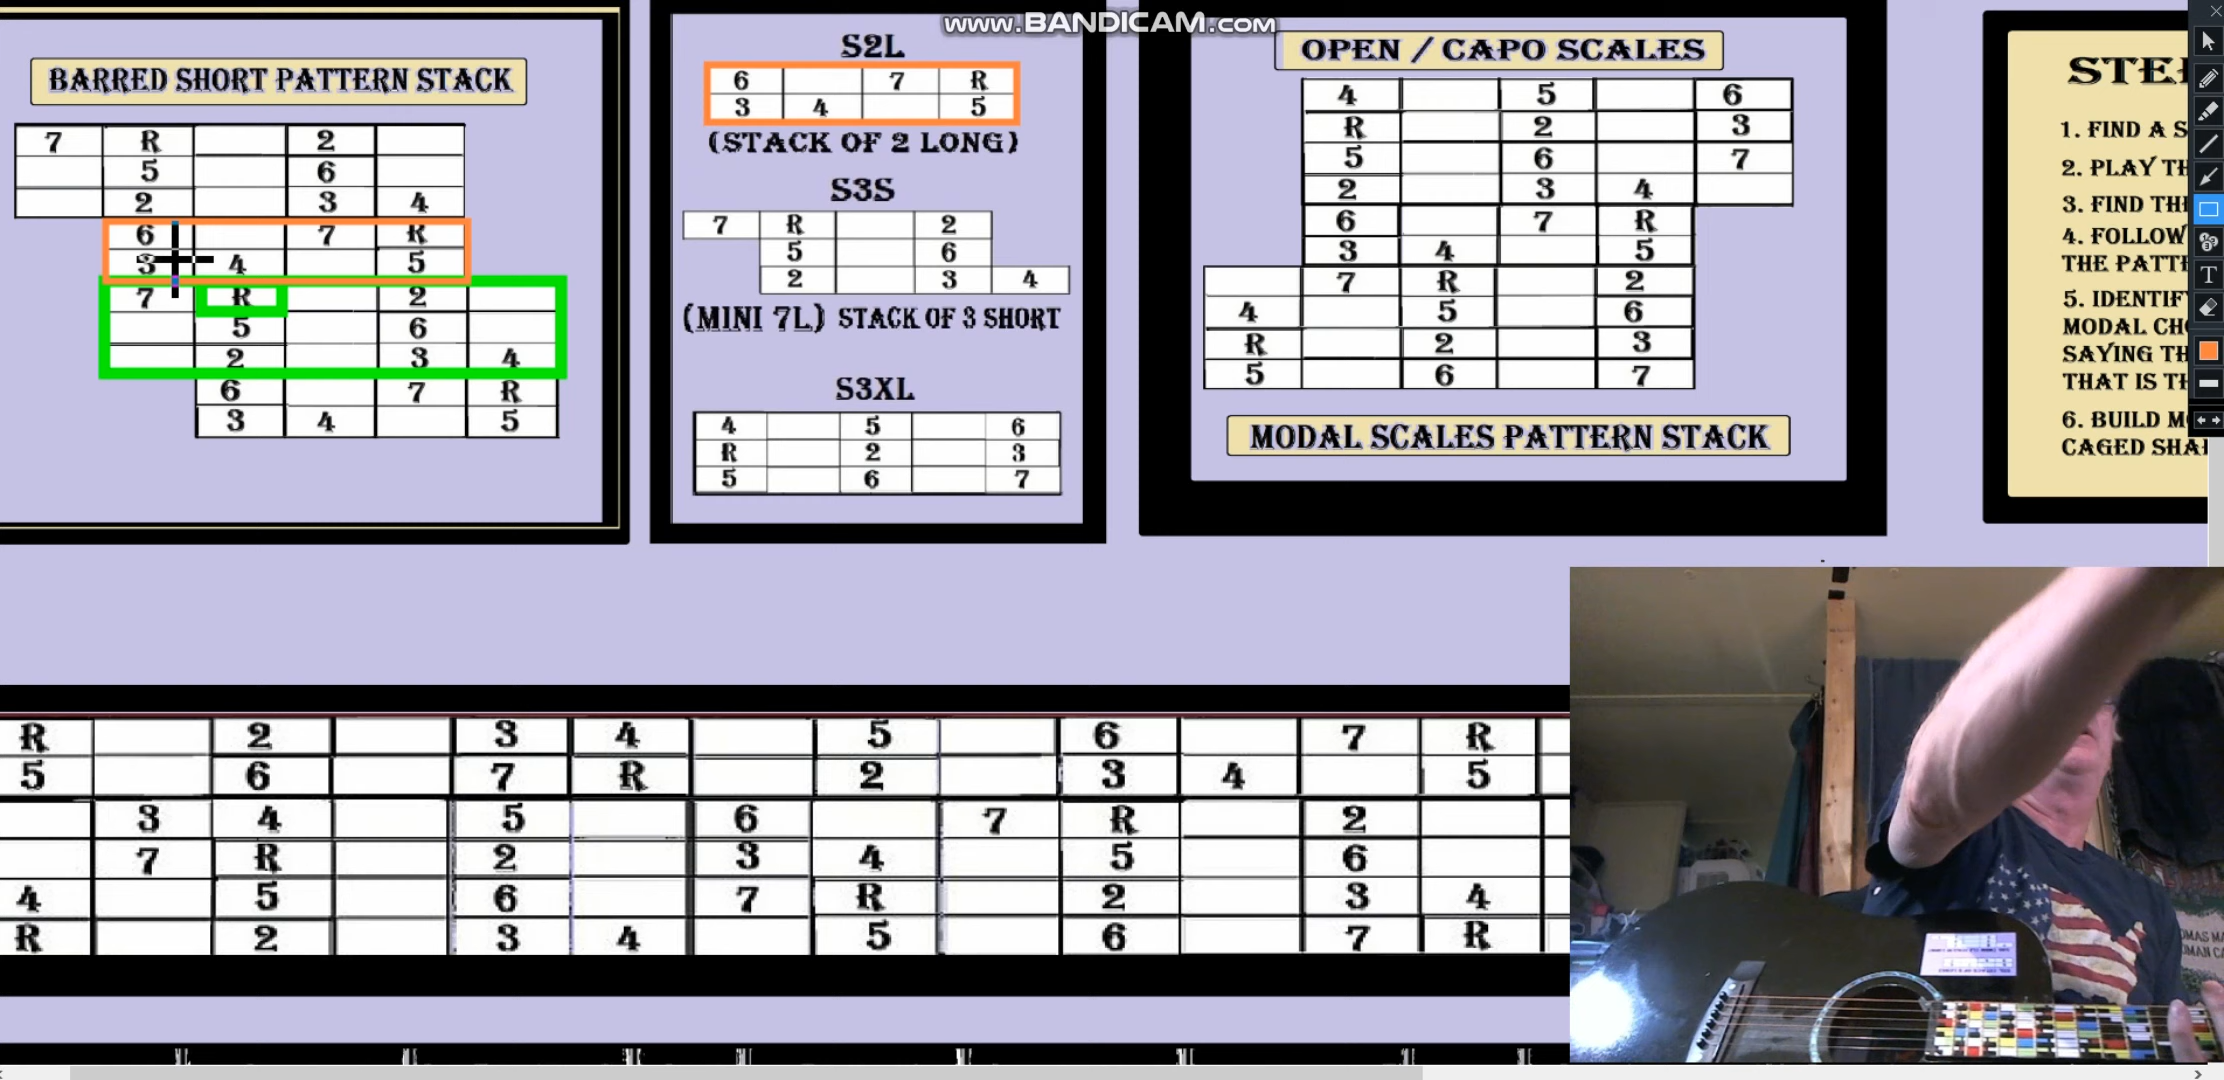 www.BANDICAM.com
BARRED SHORT PATTERN STACK
7 R 2
5 6
2 3 4
6 7 R
3 4 5
7 R 2
5 6
2 3 4
6 7 R
3 4 5
S2L
6 7 R
3 4 5
(STACK OF 2 LONG)
S3S
7 R 2
5 6
2 3 4
(MINI 7L) STACK OF 3 SHORT
S3XL
4 5 6
R 2 3
5 6 7
OPEN / CAPO SCALES
4 5 6
R 2 3
5 6 7
2 3 4
6 7 R
3 4 5
7 R 2
4 5 6
R 2 3
5 6 7
MODAL SCALES PATTERN STACK
STE
1. FIND A S
2. PLAY TH
3. FIND THE
4. FOLLOW
THE PATTE
5. IDENTIF
MODAL CH
SAYING TH
THAT IS TH
6. BUILD M
CAGED SHA
T
R 2 3 4 5 6 7 R
5 6 7 R 2 3 4 5
3 4 5 6 7 R 2
7 R 2 3 4 5 6
4 5 6 7 R 2 3 4
R 2 3 4 5 6 7 R